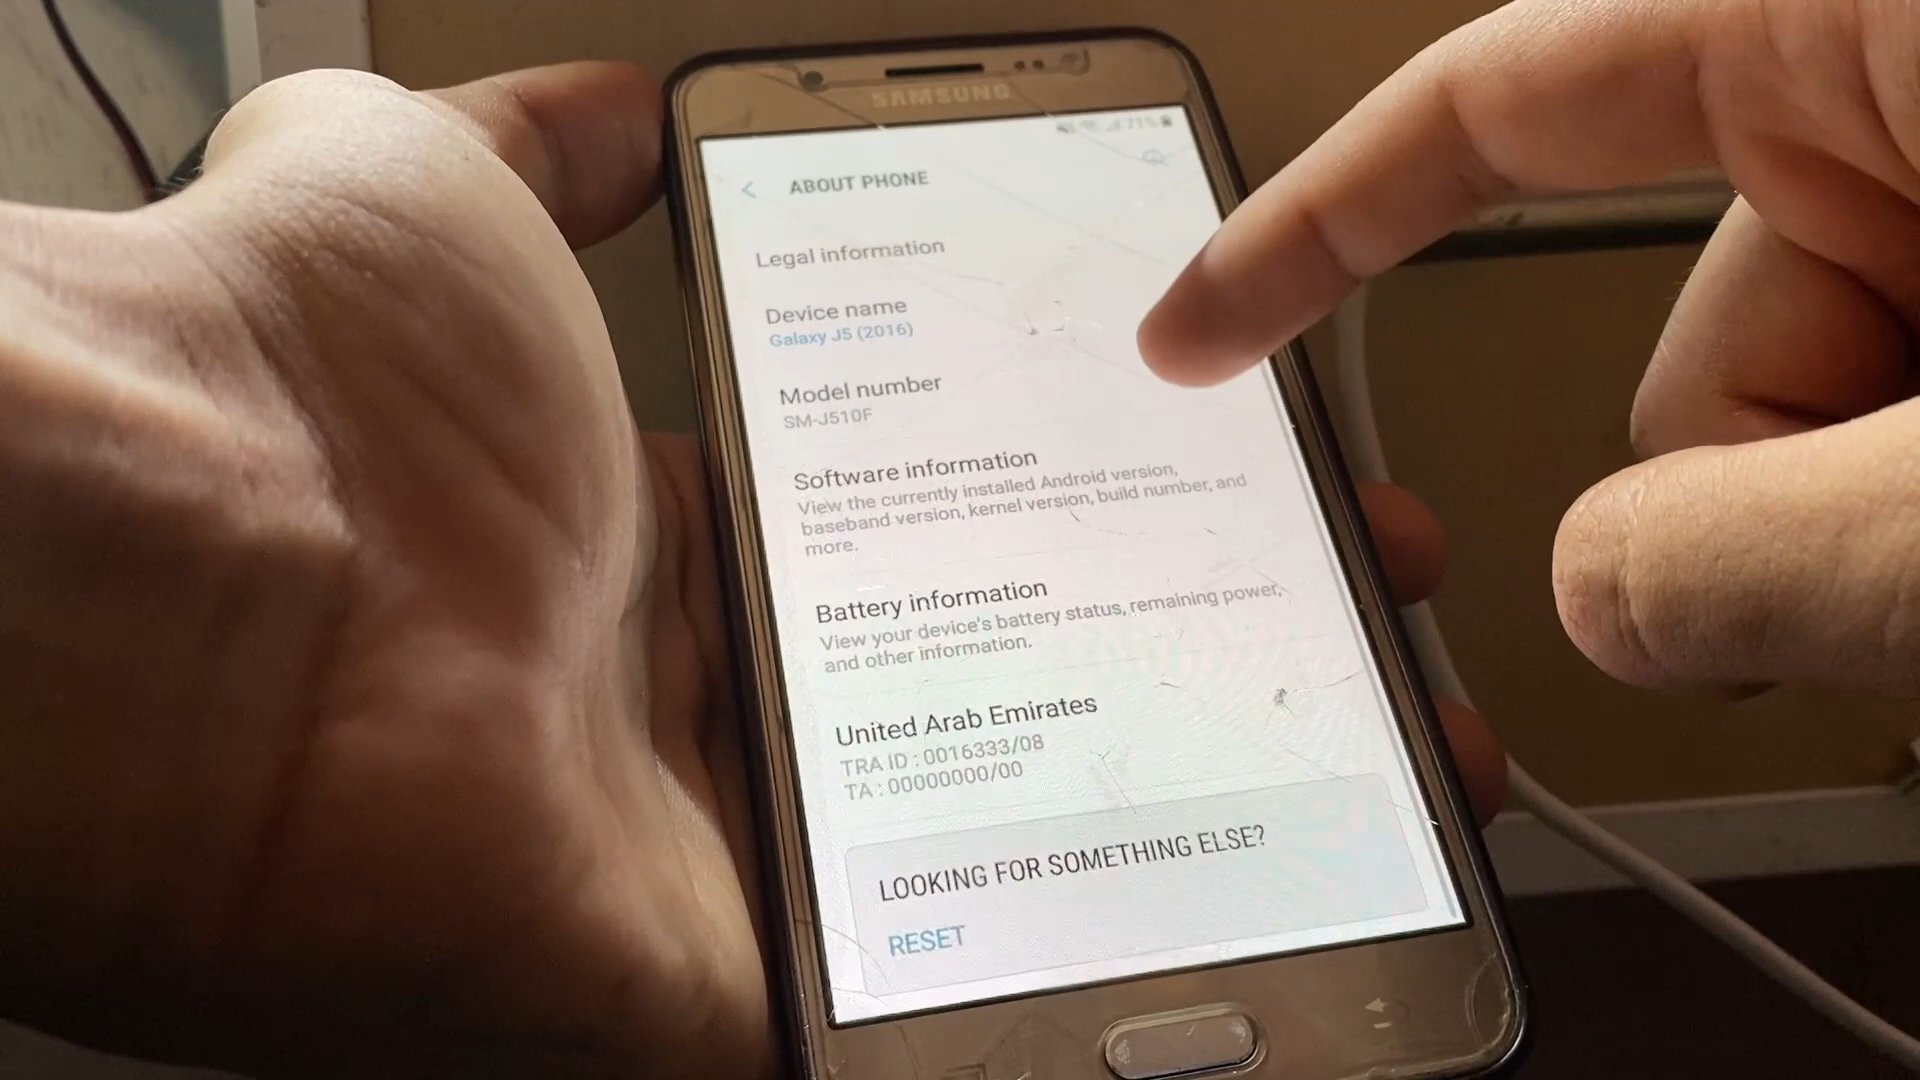 SAMSUNG
71%
ABOUT PHONE
Legal information
Device name
Galaxy J5 (2016)
Model number
SM-J510F
Software information
View the currently installed Android version,
baseband version, kernel version, build number, and
more.
Battery information
View your device's battery status, remaining power,
and other information.
United Arab Emirates
TRA ID : 0016333/08
TA : 00000000/00
LOOKING FOR SOMETHING ELSE?
RESET